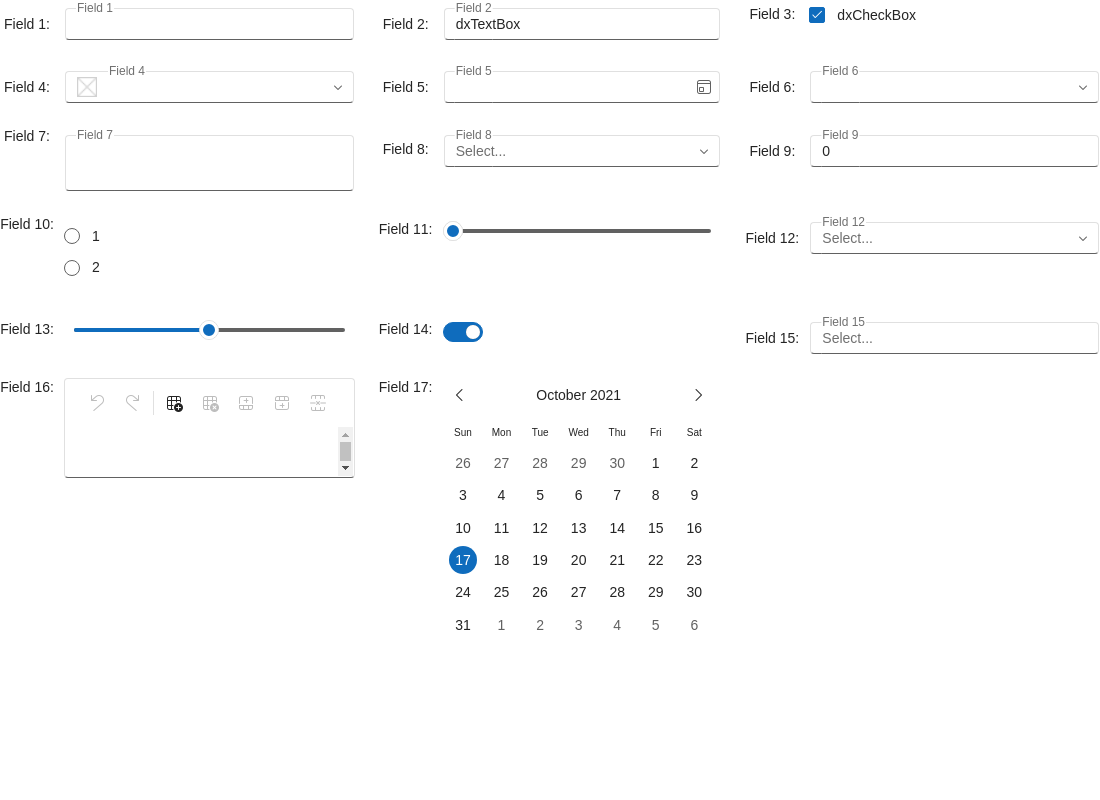 Field 1: Field 1
Field 2: Field 2 dxTextBox
Field 3: dxCheckBox
Field 4: Field 4
Field 5: Field 5
Field 6: Field 6
Field 7: Field 7
Field 8: Field 8 Select...
Field 9: Field 9 0
Field 10:
1
2
Field 11:
Field 12: Field 12 Select...
Field 13:
Field 14:
Field 15: Field 15 Select...
Field 16:
Field 17:
October 2021
Sun Mon Tue Wed Thu Fri Sat
26 27 28 29 30 1 2
3 4 5 6 7 8 9
10 11 12 13 14 15 16
17 18 19 20 21 22 23
24 25 26 27 28 29 30
31 1 2 3 4 5 6